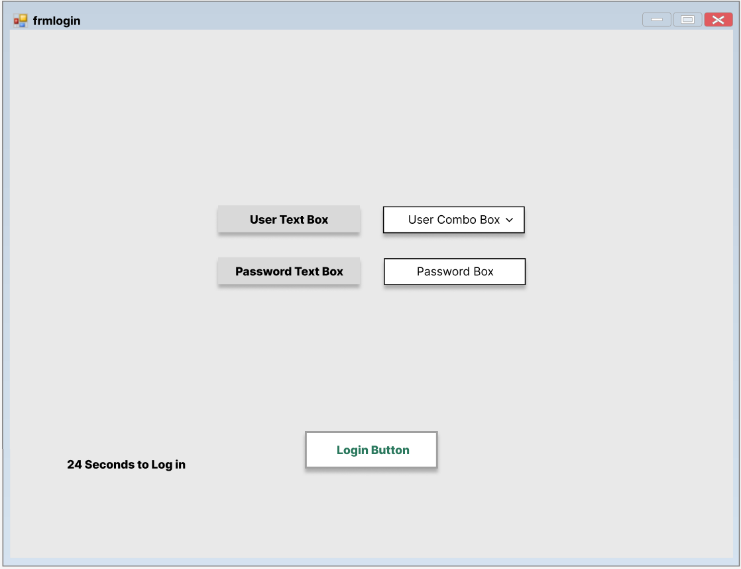 frmlogin
User Text Box
User Combo Box
Password Text Box
Password Box
Login Button
24 Seconds to Log in